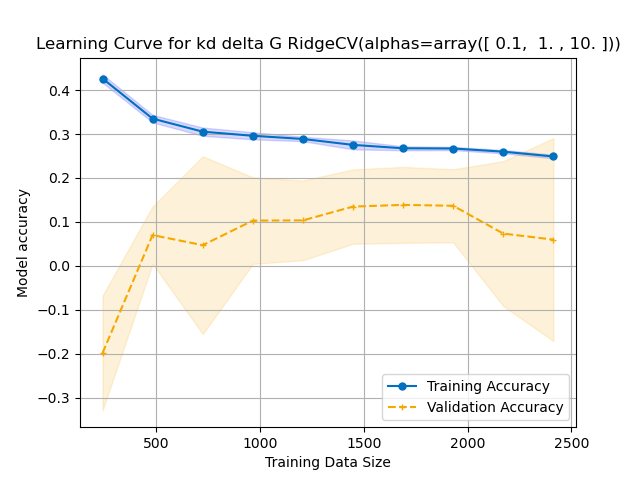 Learning Curve for kd delta G RidgeCV(alphas=array([ 0.1,  1. , 10. ]))
0.4
0.3
0.2
0.1
0.0
−0.1
−0.2
−0.3
Model accuracy
Training Accuracy
Validation Accuracy
500 1000 1500 2000 2500
Training Data Size